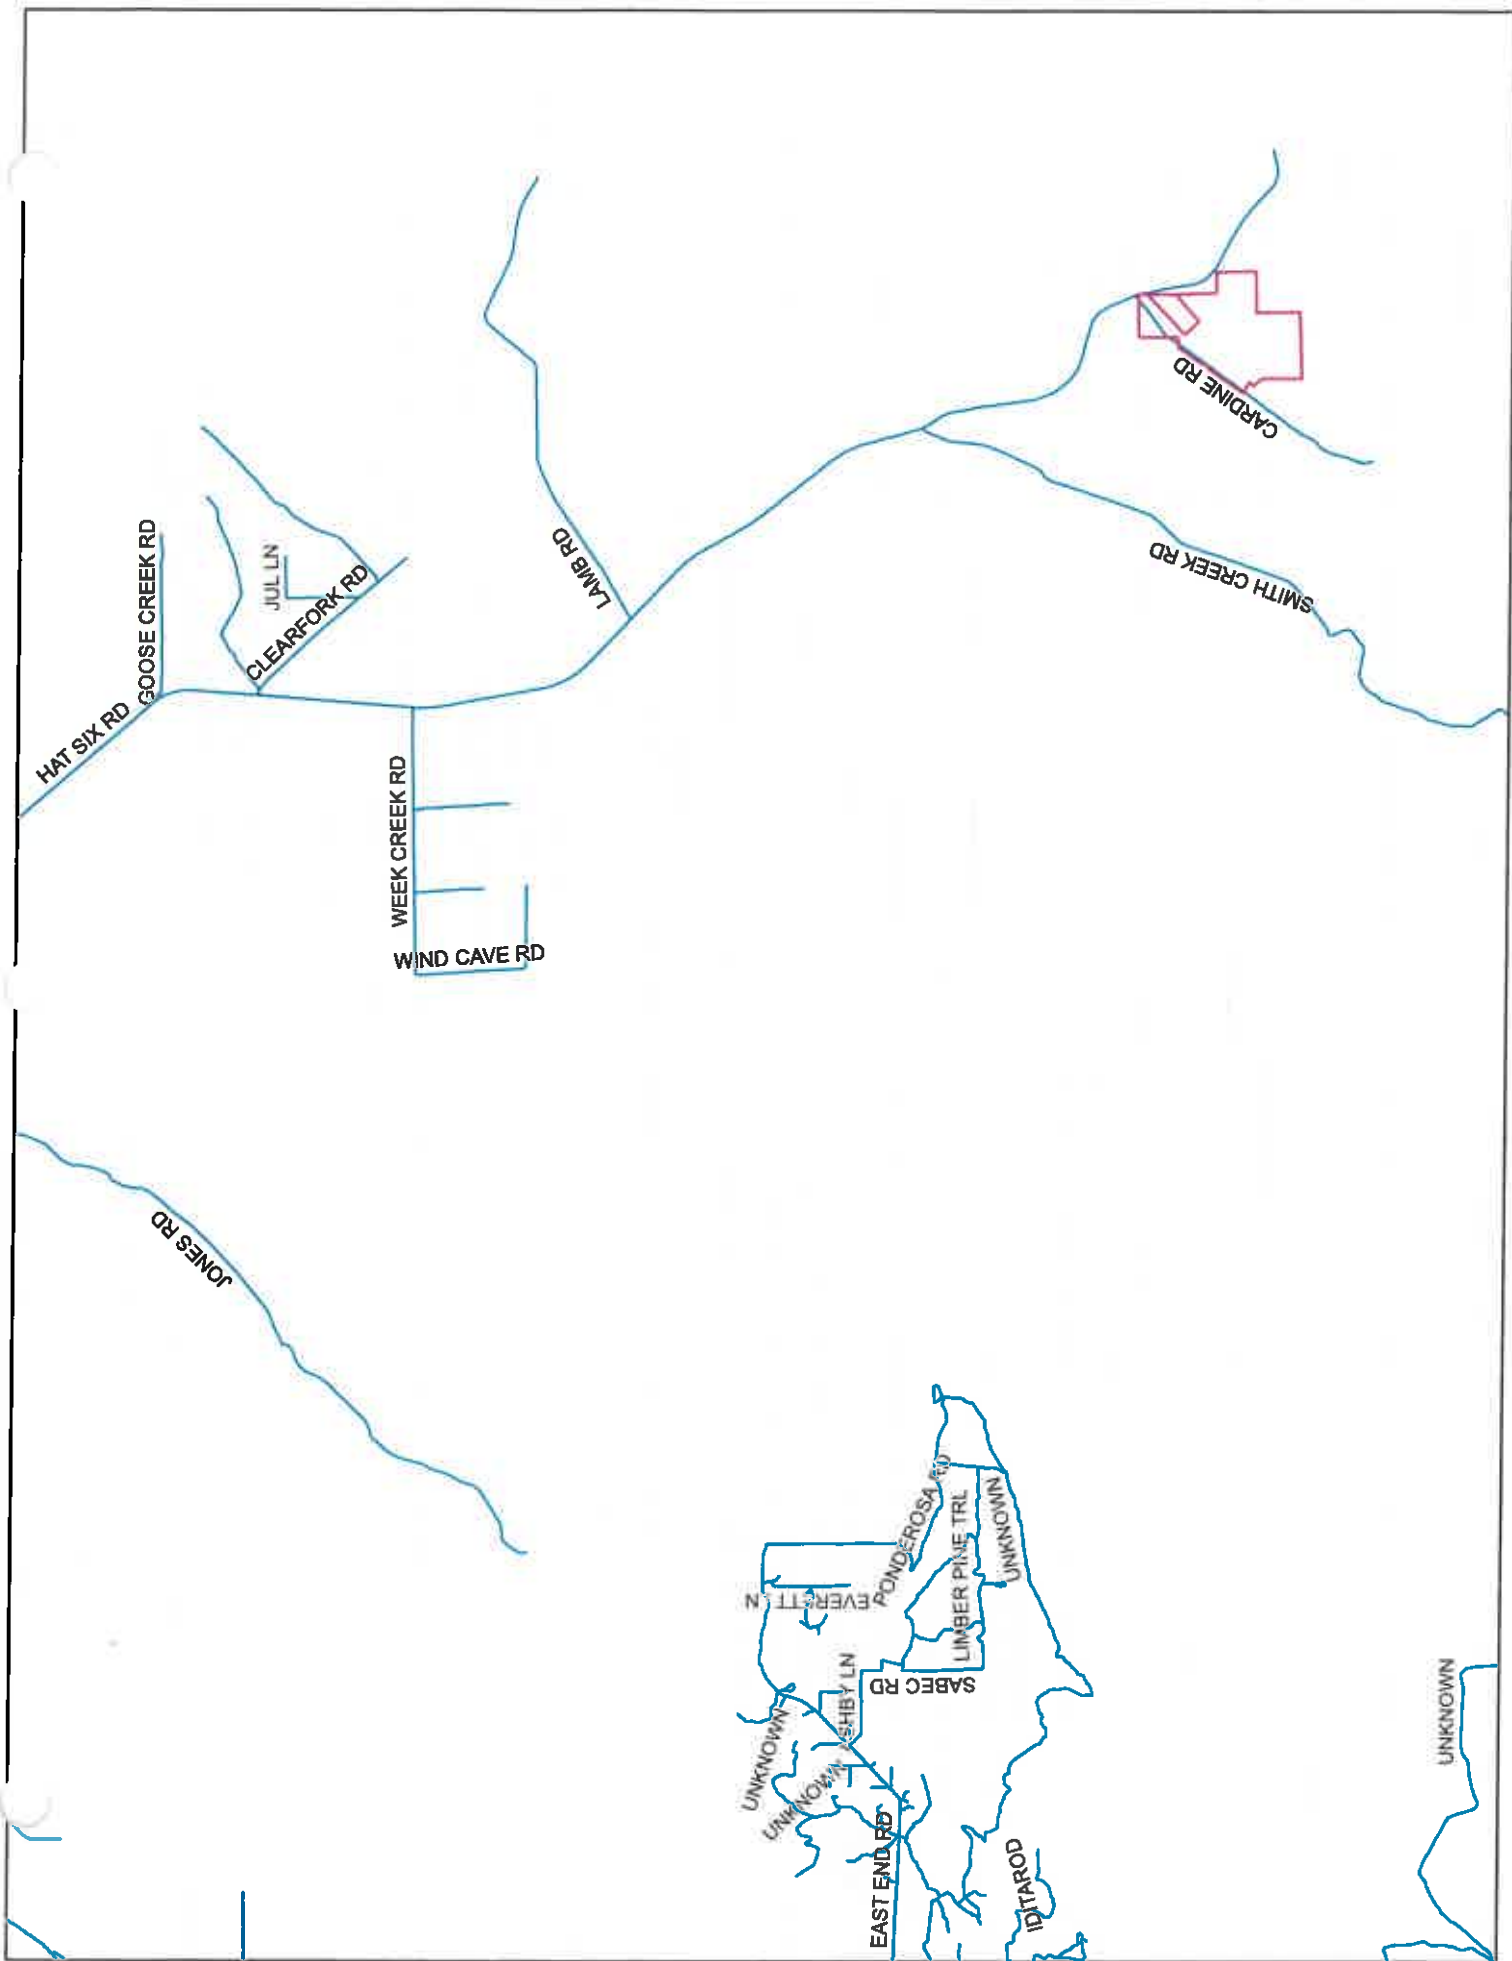 HAT SIX RD
GOOSE CREEK RD
JUL LN
CLEARFORK RD
LAMB RD
CARDINE RD
SMITH CREEK RD
WEEK CREEK RD
WIND CAVE RD
JONES RD
PONDEROSA RD
LIMBER PINE TRL
UNKNOWN
EVERETT LN
SABEC RD
ASHBY LN
UNKNOWN
UNKNOWN
EAST END RD
IDITAROD
UNKNOWN